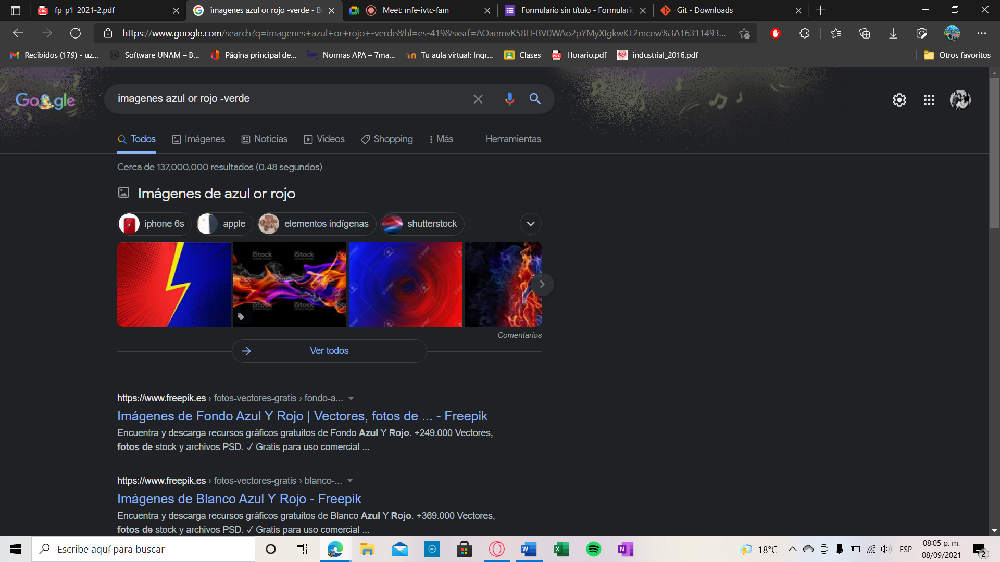 fp_p1_2021-2.pdf
imagenes azul or rojo -verde - Bu
Meet: mfe-ivtc-fam
Formulario sin título - Formulario
Git - Downloads
https://www.google.com/search?q=imagenes+azul+or+rojo+-verde&hl=es-419&sxsrf=AOaemvK58H-BV0WAo2pYMyXlgkwKT2mcew%3A16311493...
Recibidos (179) - uz...
Software UNAM – B...
Página principal de...
Normas APA – 7ma...
Tu aula virtual: Ingr...
Clases
Horario.pdf
industrial_2016.pdf
Otros favoritos
Google
imagenes azul or rojo -verde
Todos
Imágenes
Noticias
Videos
Shopping
Más
Herramientas
Cerca de 137,000,000 resultados (0.48 segundos)
Imágenes de azul or rojo
iphone 6s
apple
elementos indígenas
shutterstock
iStock
iStock
iStock
iStock
iStock
Comentarios
Ver todos
https://www.freepik.es › fotos-vectores-gratis › fondo-a...
Imágenes de Fondo Azul Y Rojo | Vectores, fotos de ... - Freepik
Encuentra y descarga recursos gráficos gratuitos de Fondo Azul Y Rojo. +249.000 Vectores,
fotos de stock y archivos PSD. ✓ Gratis para uso comercial ...
https://www.freepik.es › fotos-vectores-gratis › blanco-...
Imágenes de Blanco Azul Y Rojo - Freepik
Encuentra y descarga recursos gráficos gratuitos de Blanco Azul Y Rojo. +369.000 Vectores,
fotos de stock y archivos PSD. ✓ Gratis para uso comercial ...
Escribe aquí para buscar
18°C
ESP
08:05 p. m.
08/09/2021
2